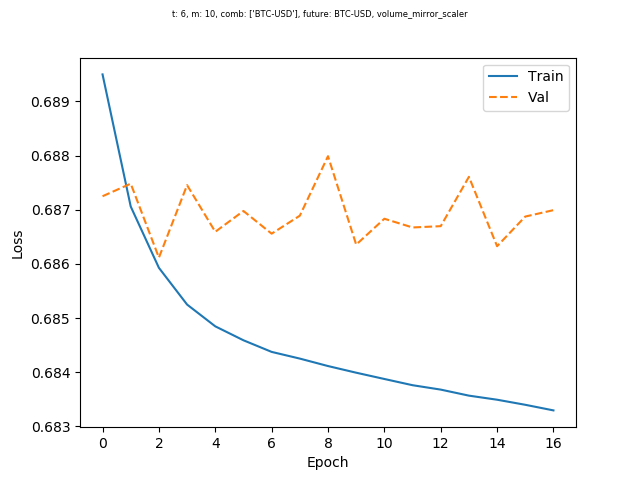 t: 6, m: 10, comb: ['BTC-USD'], future: BTC-USD, volume_mirror_scaler
Train
Val
0.689
0.688
0.687
0.686
0.685
0.684
0.683
Loss
0 2 4 6 8 10 12 14 16
Epoch